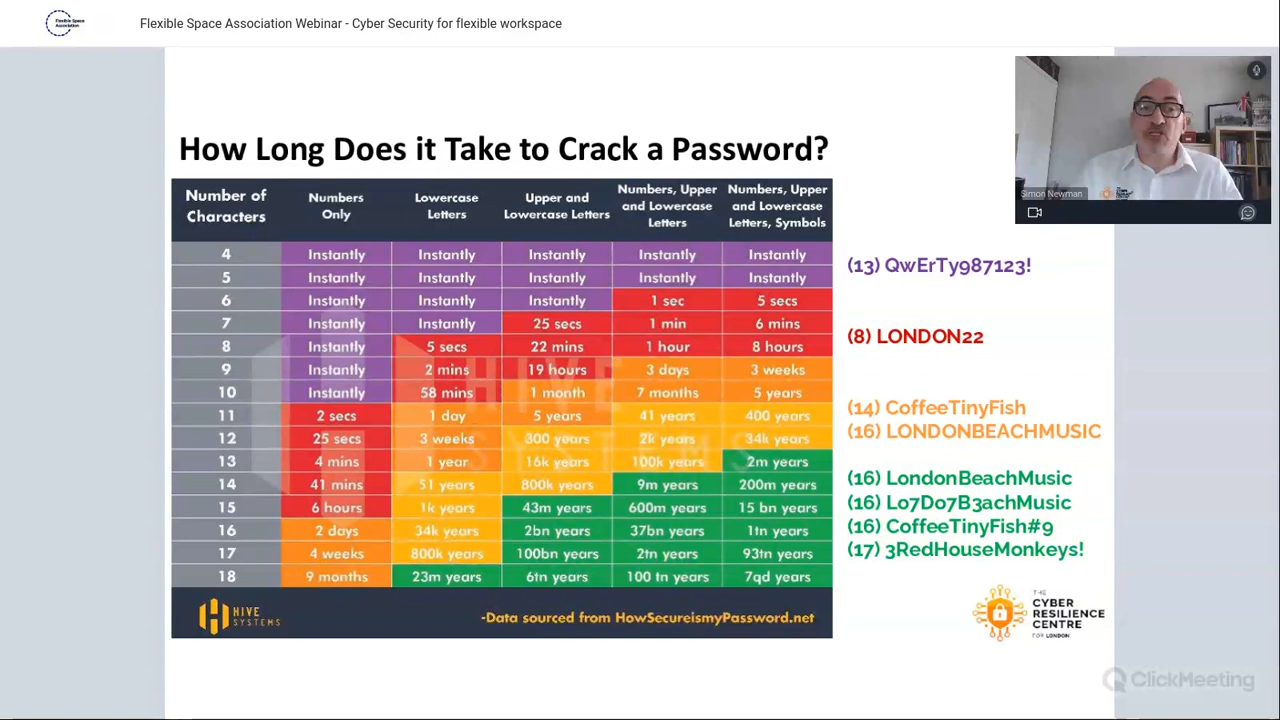 Flexible Space Association
Flexible Space Association Webinar - Cyber Security for flexible workspace
Simon Newman
How Long Does it Take to Crack a Password?
Number of Characters | Numbers Only | Lowercase Letters | Upper and Lowercase Letters | Numbers, Upper and Lowercase Letters | Numbers, Upper and Lowercase Letters, Symbols
4 Instantly Instantly Instantly Instantly Instantly
5 Instantly Instantly Instantly Instantly Instantly
6 Instantly Instantly Instantly 1 sec 5 secs
7 Instantly Instantly 25 secs 1 min 6 mins
8 Instantly 5 secs 22 mins 1 hour 8 hours
9 Instantly 2 mins 19 hours 3 days 3 weeks
10 Instantly 58 mins 1 month 7 months 5 years
11 2 secs 1 day 5 years 41 years 400 years
12 25 secs 3 weeks 300 years 2k years 34k years
13 4 mins 1 year 16k years 100k years 2m years
14 41 mins 51 years 800k years 9m years 200m years
15 6 hours 1k years 43m years 600m years 15 bn years
16 2 days 34k years 2bn years 37bn years 1tn years
17 4 weeks 800k years 100bn years 2tn years 93tn years
18 9 months 23m years 6tn years 100 tn years 7qd years
HIVE
SYSTEMS
HIVE
SYSTEMS
-Data sourced from HowSecureismyPassword.net
(13) QwErTy987123!
(8) LONDON22
(14) CoffeeTinyFish
(16) LONDONBEACHMUSIC
(16) LondonBeachMusic
(16) Lo7Do7B3achMusic
(16) CoffeeTinyFish#9
(17) 3RedHouseMonkeys!
THE
CYBER
RESILIENCE
CENTRE
FOR LONDON
ClickMeeting